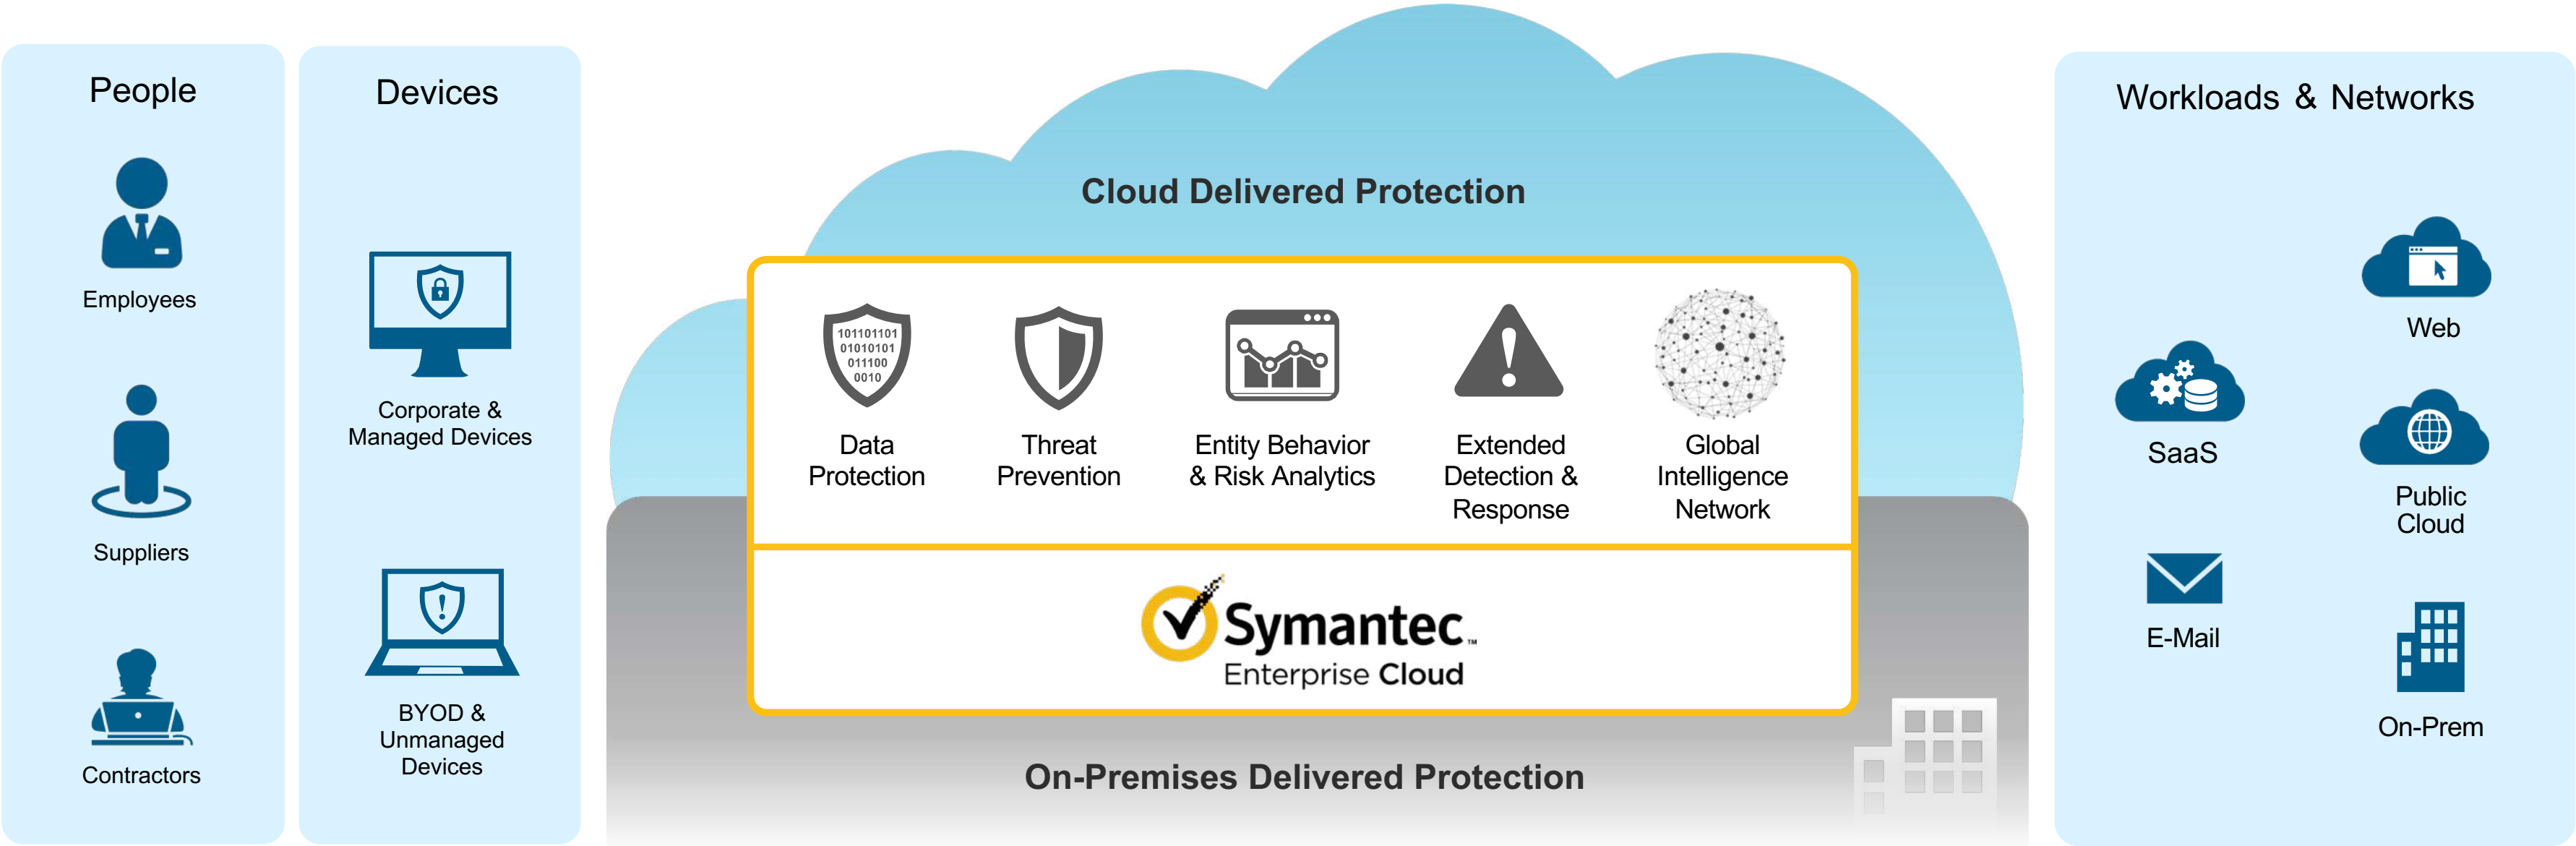 People
Employees
Suppliers
Contractors
Devices
Corporate &
Managed Devices
BYOD &
Unmanaged
Devices
Cloud Delivered Protection
101101101
01010101
011100
0010
Data
Protection
Threat
Prevention
Entity Behavior
& Risk Analytics
Extended
Detection &
Response
Global
Intelligence
Network
Symantec™
Enterprise Cloud
On-Premises Delivered Protection
Workloads & Networks
Web
SaaS
Public
Cloud
E-Mail
On-Prem